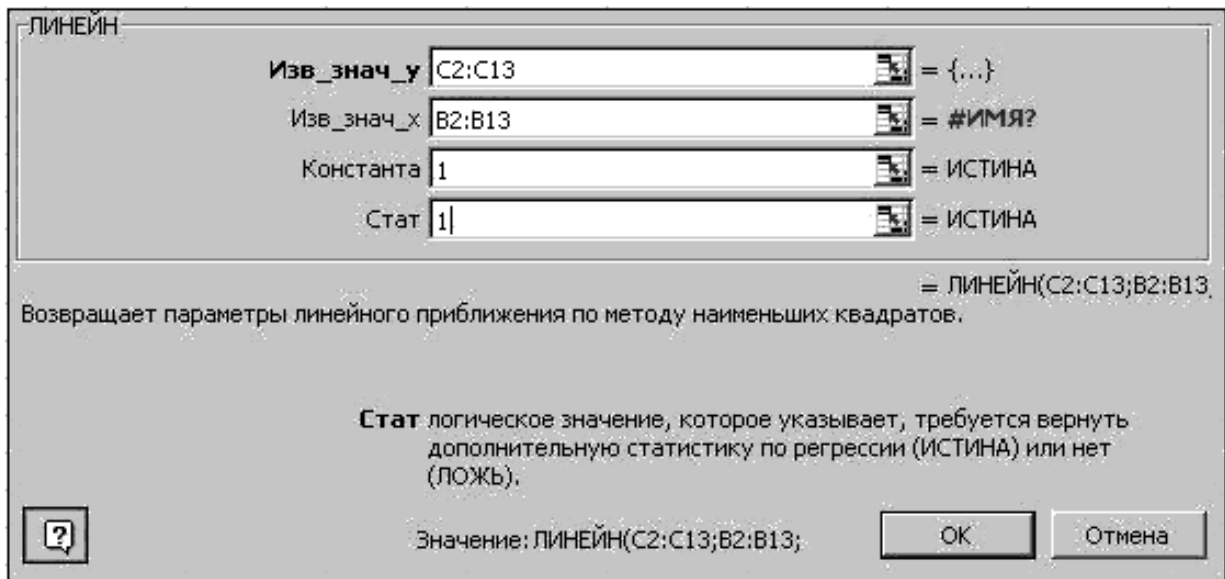 ЛИНЕЙН
Изв_знач_y C2:C13 = {...}
Изв_знач_x B2:B13 = #ИМЯ?
Константа 1 = ИСТИНА
Стат 1 = ИСТИНА
= ЛИНЕЙН(C2:C13;B2:B13
Возвращает параметры линейного приближения по методу наименьших квадратов.
Стат логическое значение, которое указывает, требуется вернуть
дополнительную статистику по регрессии (ИСТИНА) или нет
(ЛОЖЬ).
? Значение: ЛИНЕЙН(C2:C13;B2:B13; OK Отмена